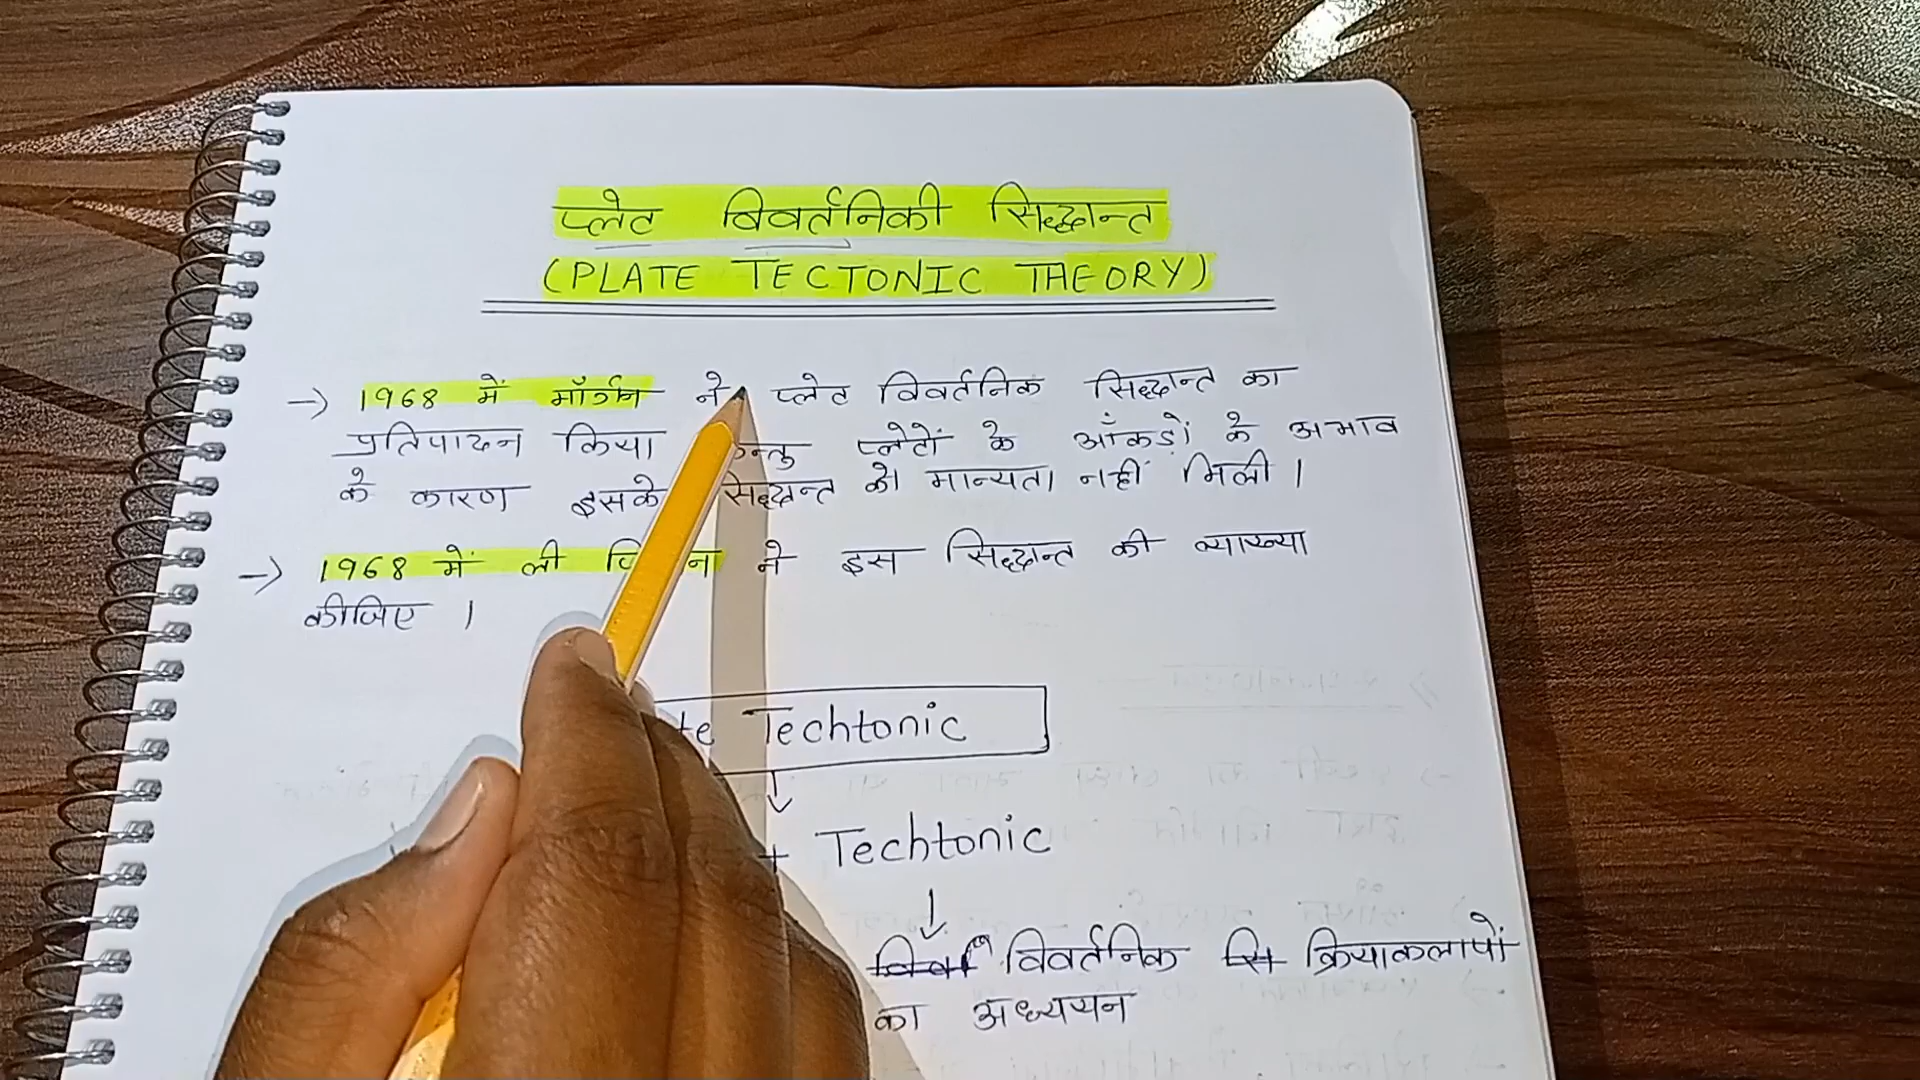 प्लेट विवर्तनिकी सिद्धान्त
(PLATE TECTONIC THEORY)
-> 1968 में मॉर्गन ने प्लेट विवर्तनिक सिद्धान्त का
प्रतिपादन किया प्लेटों के आँकड़ों के अभाव
के कारण इसके सिद्धान्त को मान्यता नहीं मिली ।
-> 1968 में ली ने इस सिद्धान्त की व्याख्या
कीजिए ।
Techtonic
+ Techtonic
विवर्तनिक क्रियाकलापों
का अध्ययन